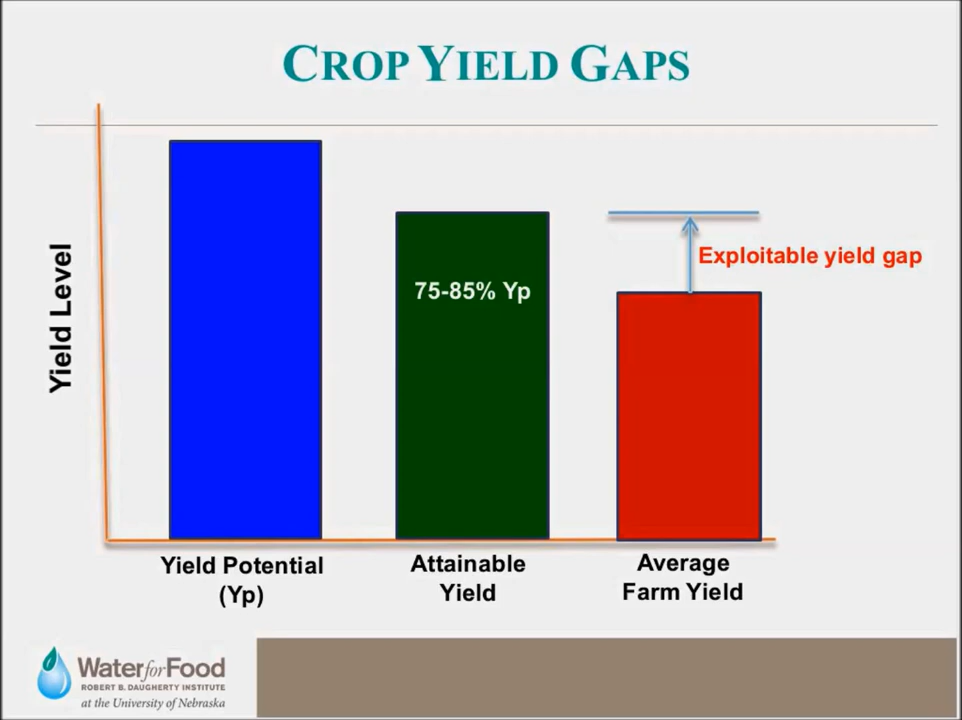 CROP YIELD GAPS
Yield Level
75-85% Yp
Exploitable yield gap
Yield Potential
(Yp)
Attainable
Yield
Average
Farm Yield
Water for Food
ROBERT B. DAUGHERTY INSTITUTE
at the University of Nebraska